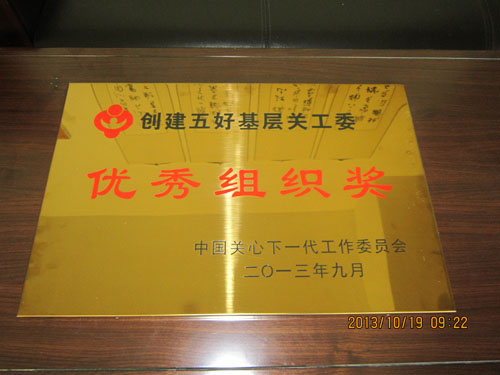 创建五好基层关工委
优秀组织奖
中国关心下一代工作委员会
二〇一三年九月
2013/10/19 09:22